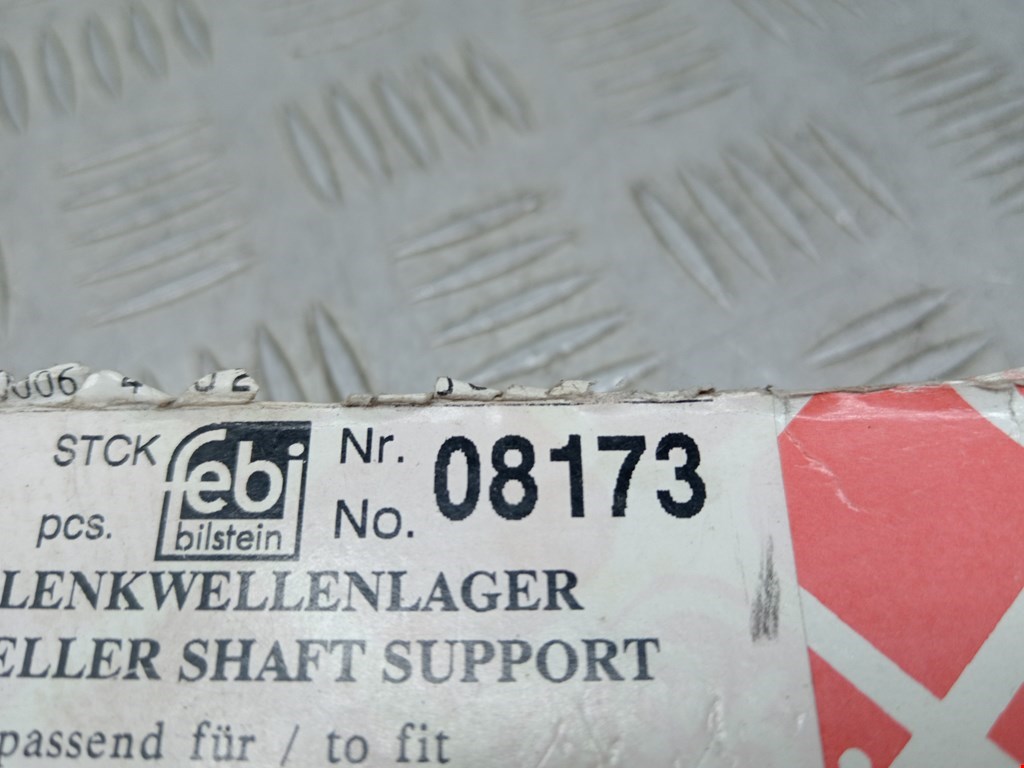 STCK febi Nr. 08173
pcs. bilstein No.
LENKWELLENLAGER
ELLER SHAFT SUPPORT
passend für / to fit